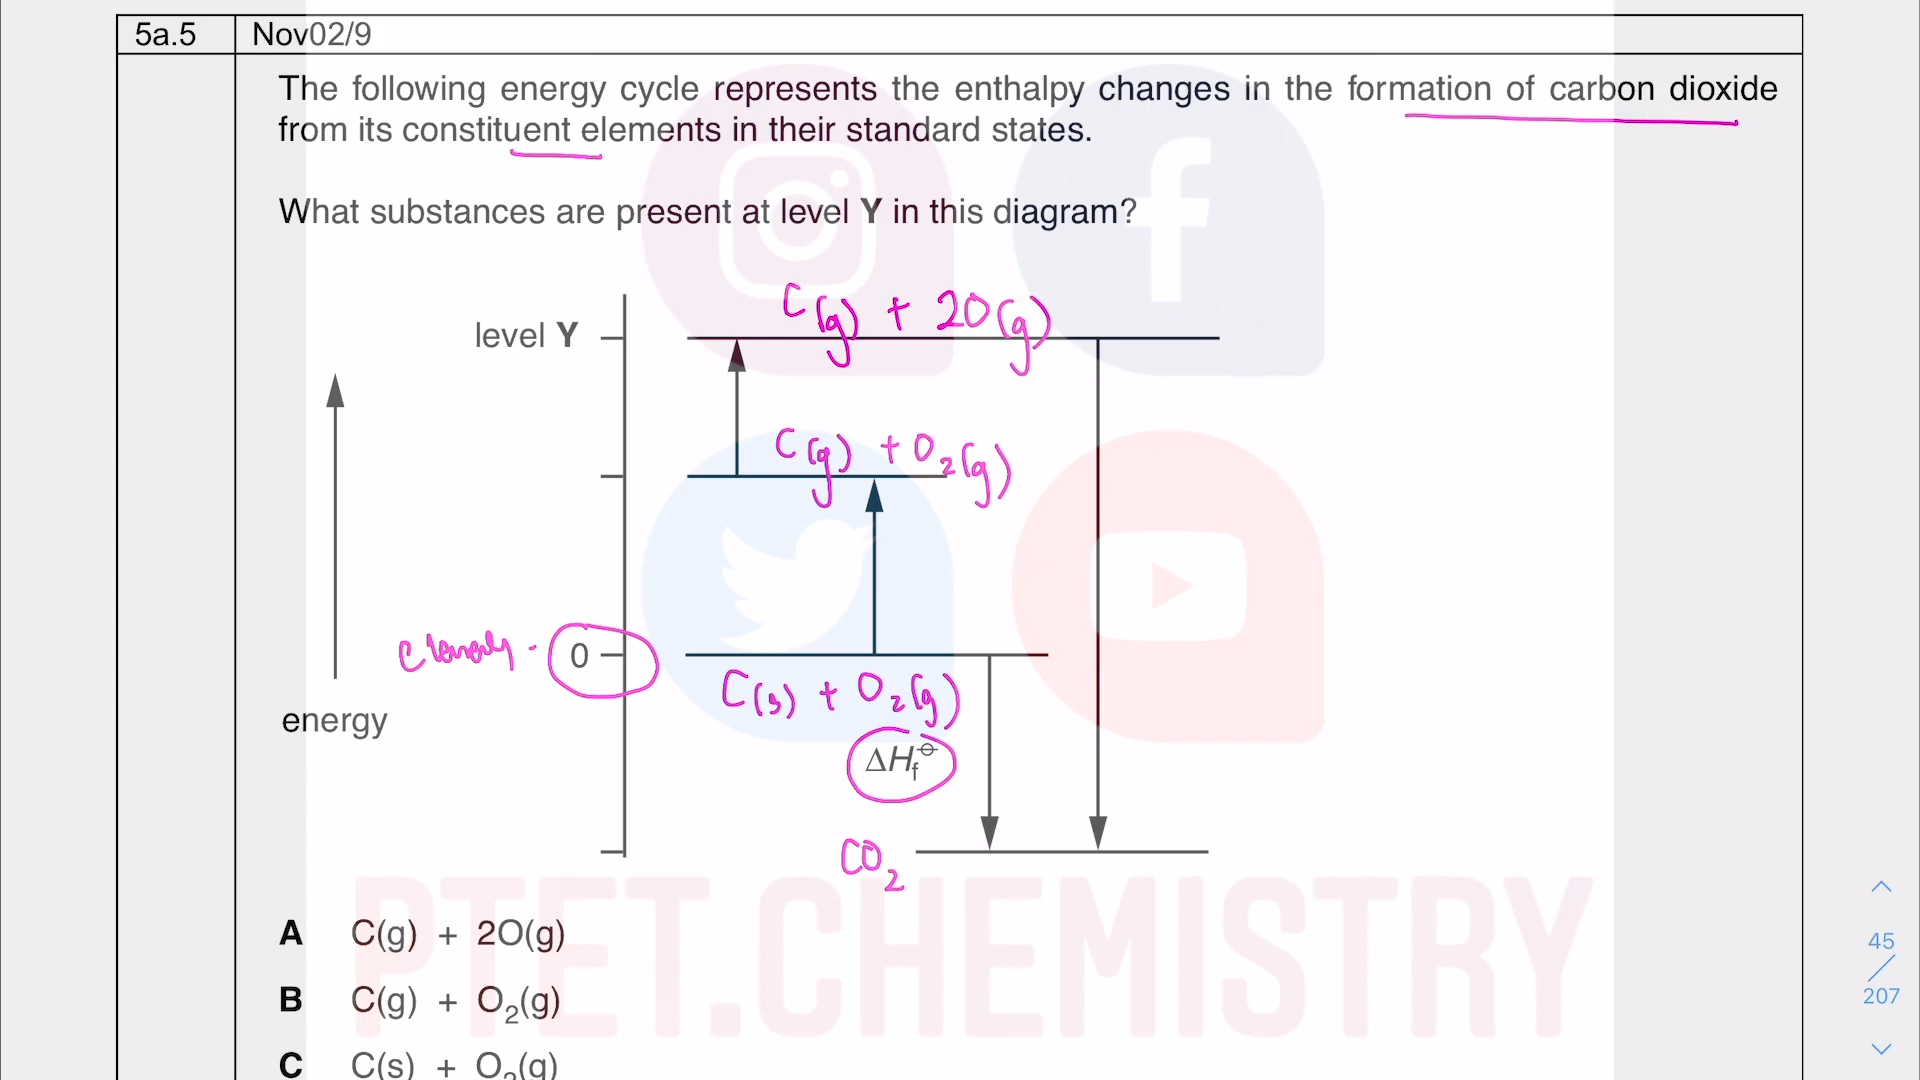 5a.5 Nov02/9
The following energy cycle represents the enthalpy changes in the formation of carbon dioxide
from its constituent elements in their standard states.
What substances are present at level Y in this diagram?
C(g) + 2O(g)
level Y
C(g) + O₂(g)
0
C(s) + O₂(g)
energy
ΔH_f^⦵
CO₂
A C(g) + 2O(g)
B C(g) + O₂(g)
C C(s) + O₂(g)
PTET.CHEMISTRY
45
207